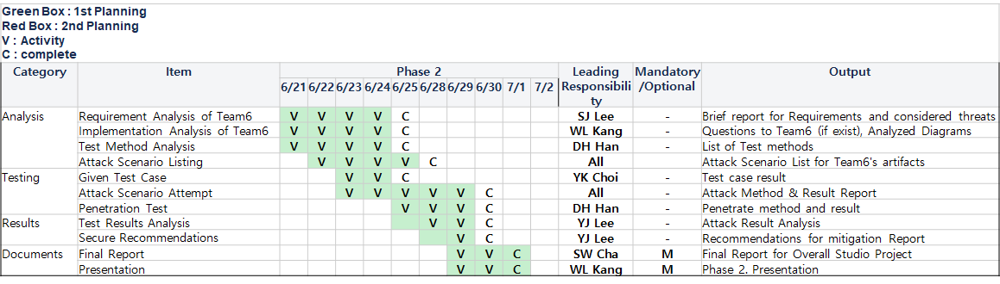 Green Box : 1st Planning
Red Box : 2nd Planning
V : Activity
C : complete
Category Item Phase 2 Leading Responsibili ty Mandatory /Optional Output
6/21 6/22 6/23 6/24 6/25 6/28 6/29 6/30 7/1 7/2
Analysis Requirement Analysis of Team6 V V V V C SJ Lee - Brief report for Requirements and considered threats
Implementation Analysis of Team6 V V V V C WL Kang - Questions to Team6 (if exist), Analyzed Diagrams
Test Method Analysis V V V V C DH Han - List of Test methods
Attack Scenario Listing V V V V C All - Attack Scenario List for Team6's artifacts
Testing Given Test Case V V C YK Choi - Test case result
Attack Scenario Attempt V V V V V C All - Attack Method & Result Report
Penetration Test V V V C DH Han - Penetrate method and result
Results Test Results Analysis V V C YJ Lee - Attack Result Analysis
Secure Recommendations V C YJ Lee - Recommendations for mitigation Report
Documents Final Report V V C SW Cha M Final Report for Overall Studio Project
Presentation V V C WL Kang M Phase 2. Presentation